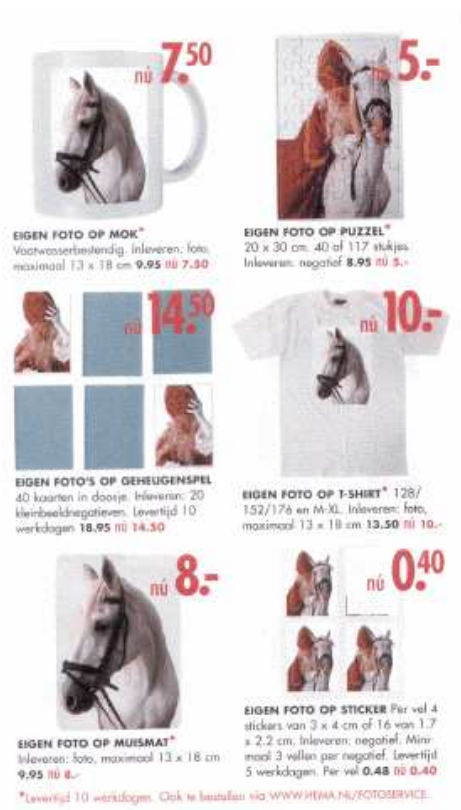 nú 7.50
EIGEN FOTO OP MOK*
Vaatwasserbestendig. Inleveren: foto,
maximaal 13 x 18 cm 9.95 nú 7.50
nú 5.-
EIGEN FOTO OP PUZZEL*
20 x 30 cm. 40 of 117 stukjes.
Inleveren: negatief 8.95 nú 5.-
nú 14.50
EIGEN FOTO'S OP GEHEUGENSPEL
40 kaarten in doosje. Inleveren: 20
kleinbeeldnegatieven. Levertijd 10
werkdagen 18.95 nú 14.50
nú 10.-
EIGEN FOTO OP T-SHIRT* 128/
152/176 en M-XL. Inleveren: foto,
maximaal 13 x 18 cm 13.50 nú 10.-
nú 8.-
EIGEN FOTO OP MUISMAT*
Inleveren: foto, maximaal 13 x 18 cm
9.95 nú 8.-
nú 0.40
EIGEN FOTO OP STICKER Per vel 4
stickers van 3 x 4 cm of 16 van 1.7
x 2.2 cm. Inleveren: negatief. Mini-
maal 3 vellen per negatief. Levertijd
5 werkdagen. Per vel 0.48 nú 0.40
*Levertijd 10 werkdagen. Ook te bestellen via WWW.HEMA.NL/FOTOSERVICE.